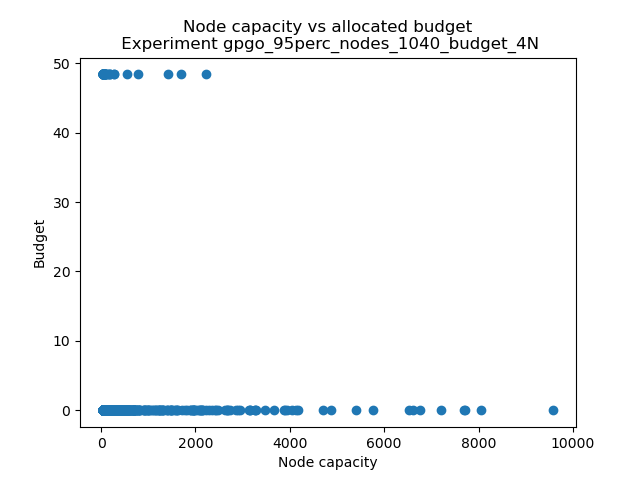 Node capacity vs allocated budget
Experiment gpgo_95perc_nodes_1040_budget_4N
50
40
30
20
10
0
Budget
0 2000 4000 6000 8000 10000
Node capacity